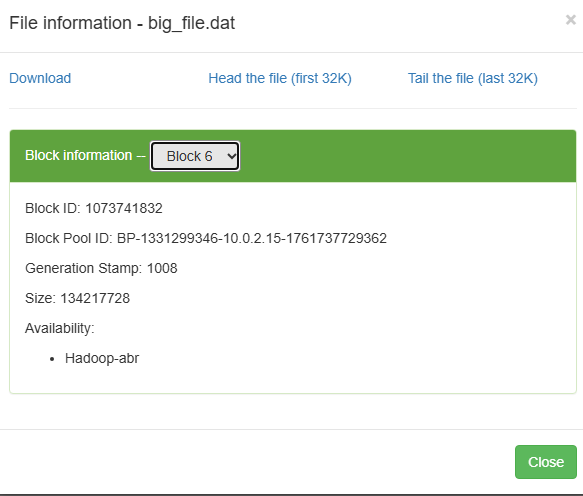 File information - big_file.dat
×
Download Head the file (first 32K) Tail the file (last 32K)
Block information -- Block 6
Block ID: 1073741832
Block Pool ID: BP-1331299346-10.0.2.15-1761737729362
Generation Stamp: 1008
Size: 134217728
Availability:
• Hadoop-abr
Close